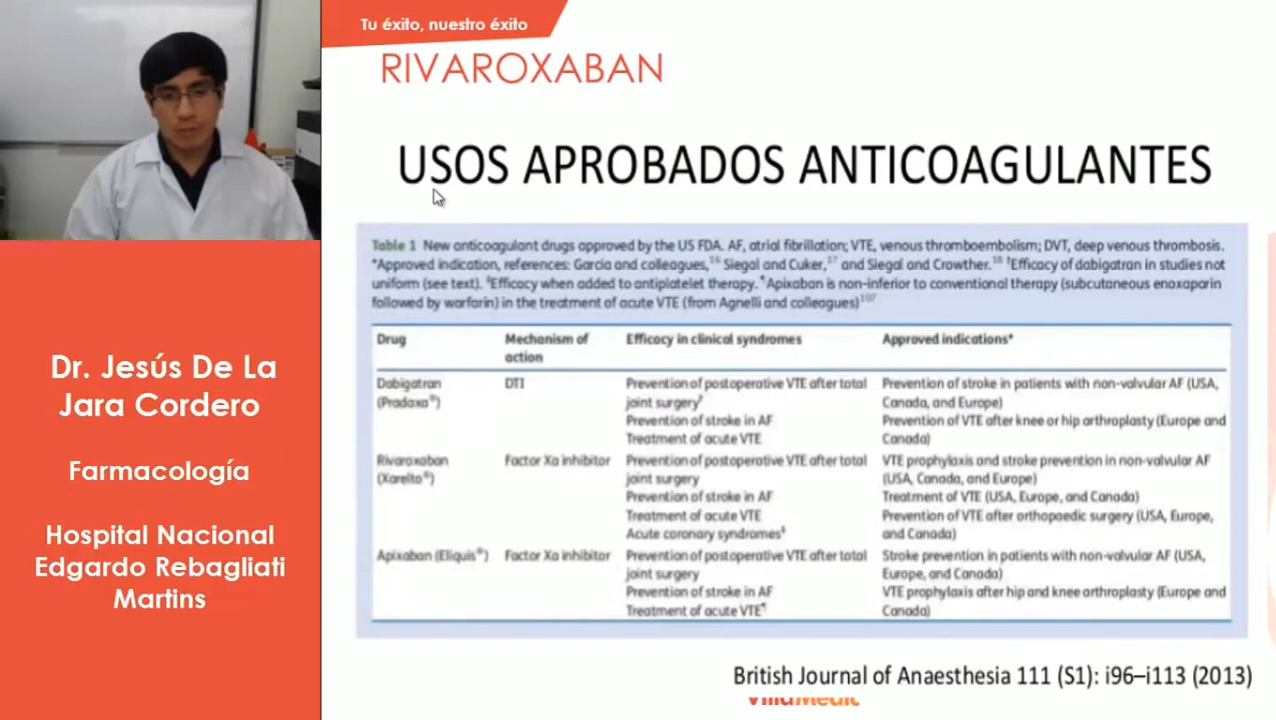 Tu éxito, nuestro éxito
RIVAROXABAN
USOS APROBADOS ANTICOAGULANTES
Table 1 New anticoagulant drugs approved by the US FDA. AF, atrial fibrillation; VTE, venous thromboembolism; DVT, deep venous thrombosis.
*Approved indication, references: Garcia and colleagues,16 Siegal and Cuker,17 and Siegal and Crowther.18 †Efficacy of dabigatran in studies not
uniform (see text). ‡Efficacy when added to antiplatelet therapy. ¶Apixaban is non-inferior to conventional therapy (subcutaneous enoxaparin
followed by warfarin) in the treatment of acute VTE (from Agnelli and colleagues)107
Drug Mechanism of action Efficacy in clinical syndromes Approved indications*
Dabigatran (Pradaxa®) DTI
Prevention of postoperative VTE after total
joint surgery†
Prevention of stroke in AF
Treatment of acute VTE
Prevention of stroke in patients with non-valvular AF (USA,
Canada, and Europe)
Prevention of VTE after knee or hip arthroplasty (Europe and
Canada)
Rivaroxaban (Xarelto®) Factor Xa inhibitor
Prevention of postoperative VTE after total
joint surgery
Prevention of stroke in AF
Treatment of acute VTE
Acute coronary syndromes‡
VTE prophylaxis and stroke prevention in non-valvular AF
(USA, Canada, and Europe)
Treatment of VTE (USA, Europe, and Canada)
Prevention of VTE after orthopaedic surgery (USA, Europe,
and Canada)
Apixaban (Eliquis®) Factor Xa inhibitor
Prevention of postoperative VTE after total
joint surgery
Prevention of stroke in AF
Treatment of acute VTE¶
Stroke prevention in patients with non-valvular AF (USA,
Europe, and Canada)
VTE prophylaxis after hip and knee arthroplasty (Europe and
Canada)
British Journal of Anaesthesia 111 (S1): i96–i113 (2013)
Dr. Jesús De La
Jara Cordero
Farmacología
Hospital Nacional
Edgardo Rebagliati
Martins